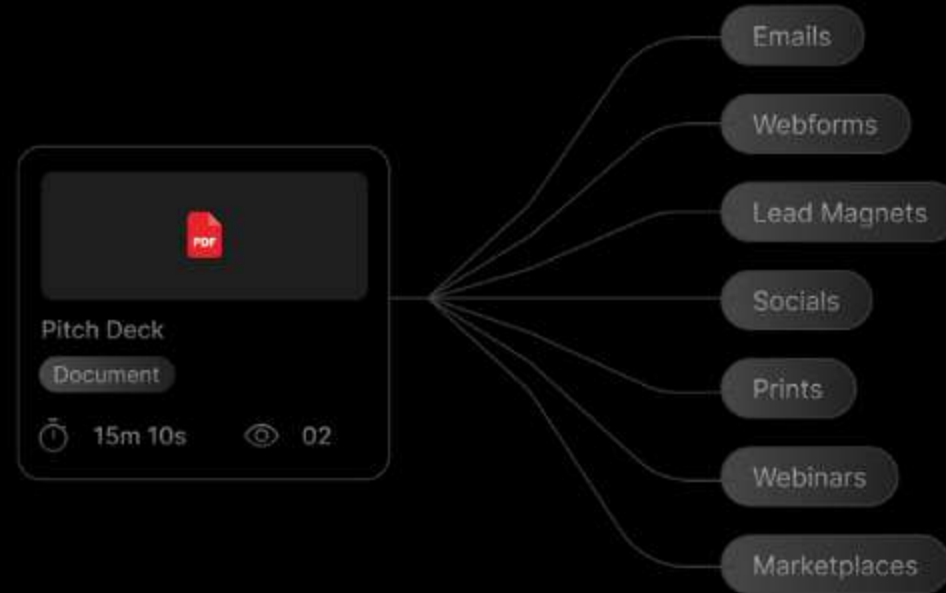 PDF
Pitch Deck
Document
15m 10s 02
Emails
Webforms
Lead Magnets
Socials
Prints
Webinars
Marketplaces